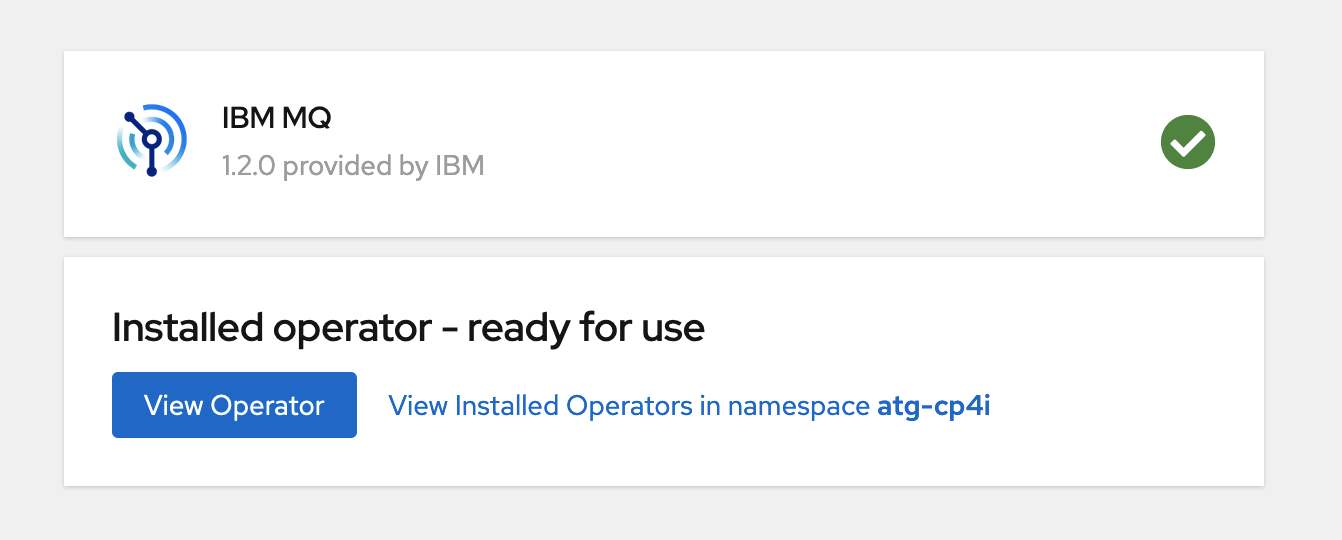 IBM MQ
1.2.0 provided by IBM
Installed operator - ready for use
View Operator
View Installed Operators in namespace atg-cp4i